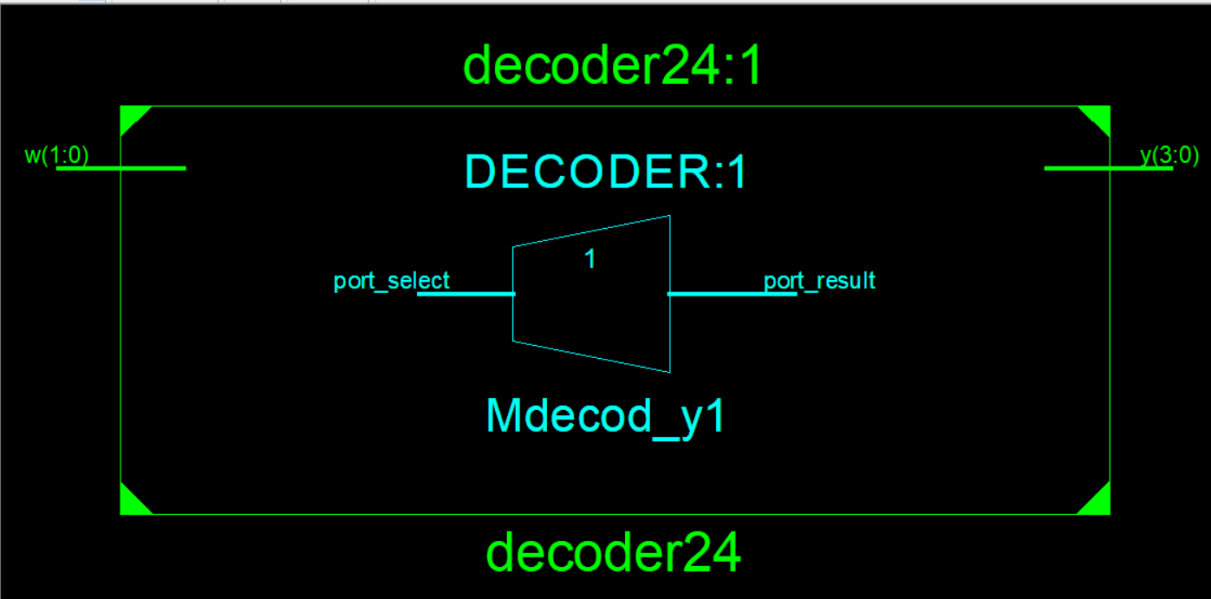 decoder24:1
w(1:0)
y(3:0)
DECODER:1
1
port_select
port_result
Mdecod_y1
decoder24